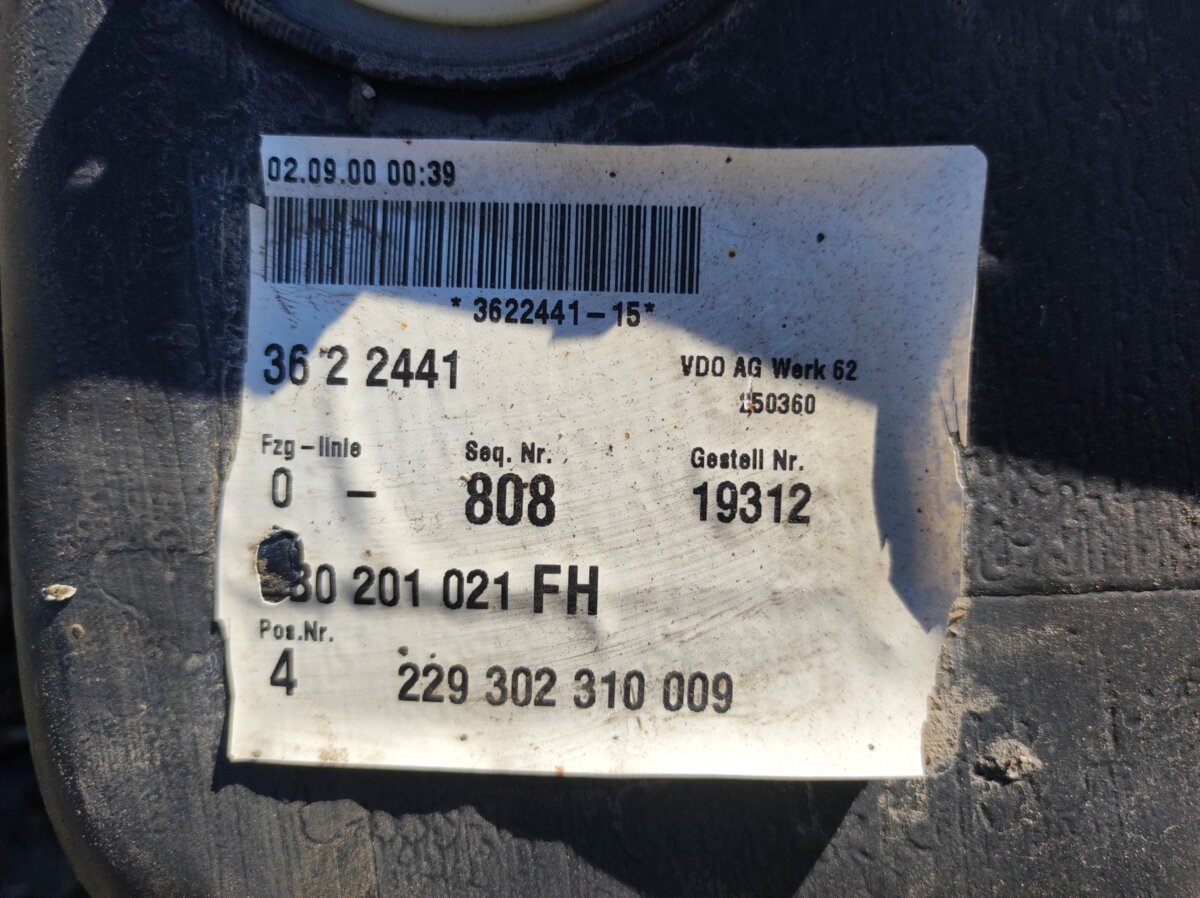 02.09.00 00:39
* 3622441-15*
36 2 2441
VDO AG Werk 62
Fzg-linie Seq. Nr. Gestell Nr.
0 - 808 19312
201 021 FH
Pos.Nr.
4 229 302 310 009